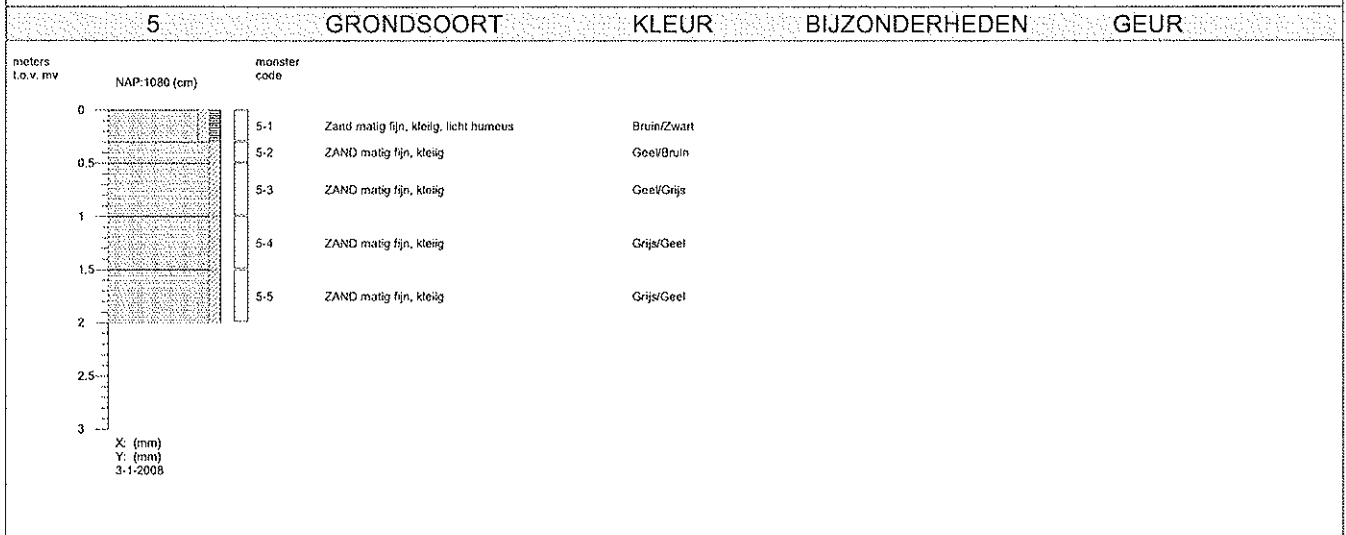 5 GRONDSOORT KLEUR BIJZONDERHEDEN GEUR
meters
t.o.v. mv
NAP:1080 (cm)
monster
code
0
5-1 Zand matig fijn, kleiig, licht humeus Bruin/Zwart
5-2 ZAND matig fijn, kleiig Geel/Bruin
0.5
5-3 ZAND matig fijn, kleiig Geel/Grijs
1
5-4 ZAND matig fijn, kleiig Grijs/Geel
1.5
5-5 ZAND matig fijn, kleiig Grijs/Geel
2
2.5
3
X: (mm)
Y: (mm)
3-1-2008